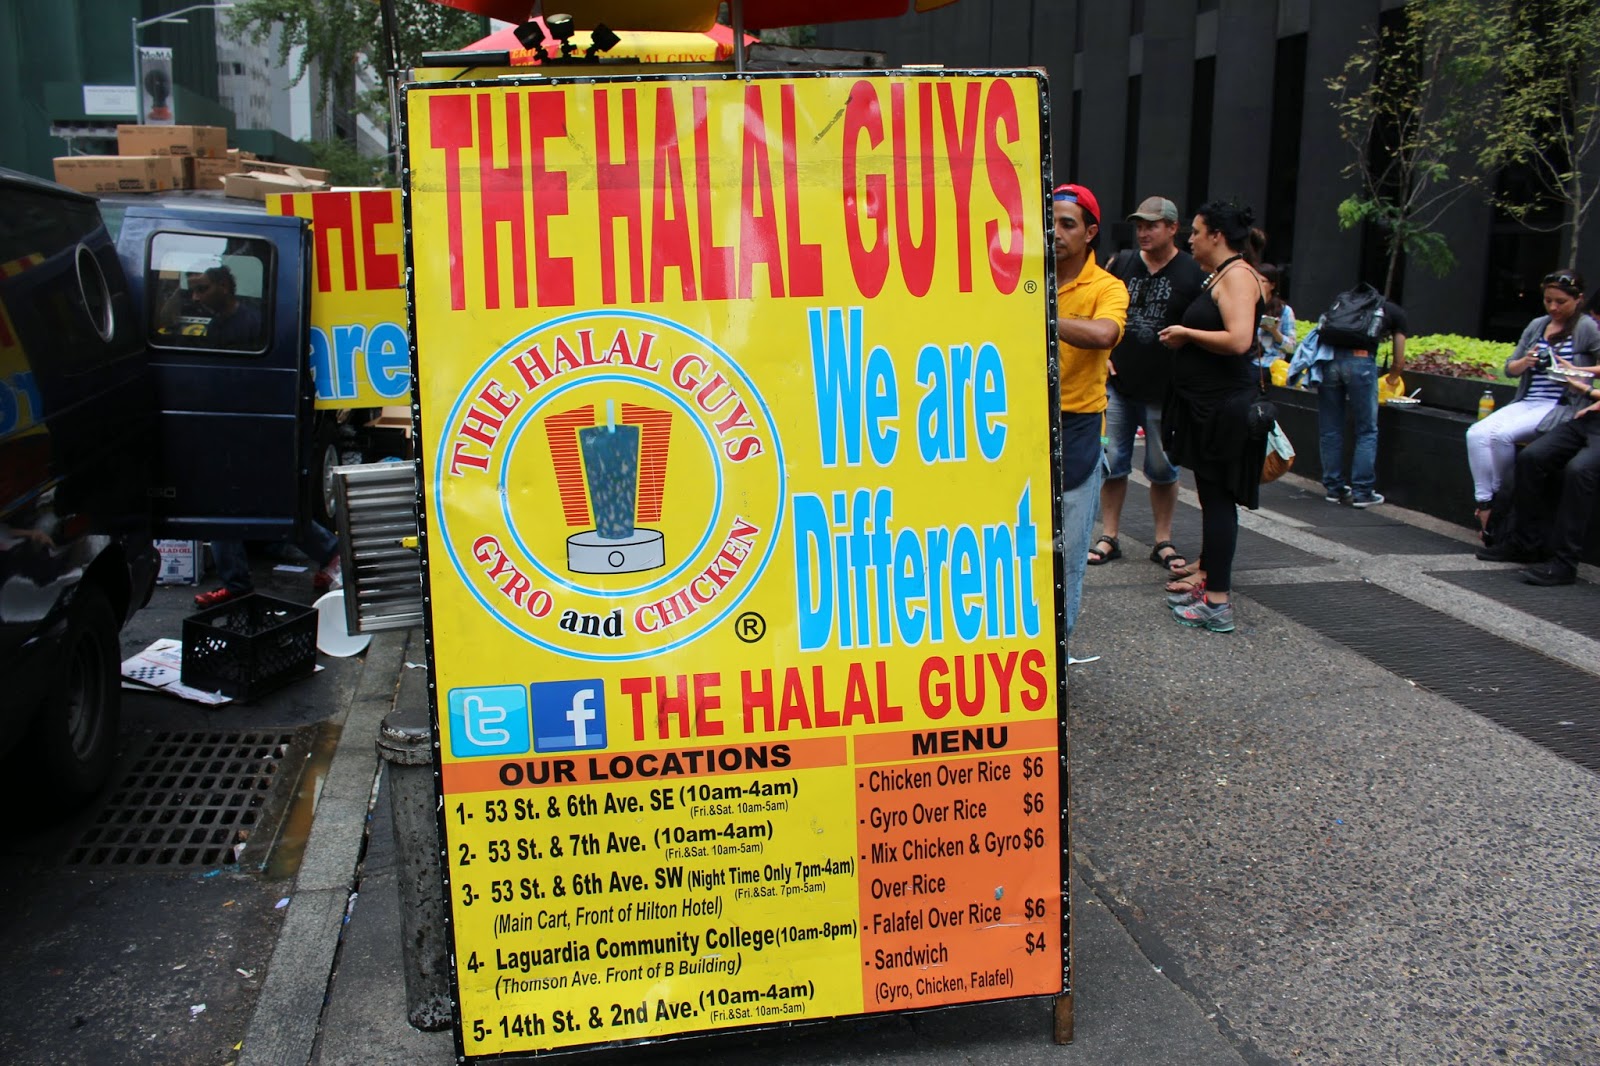 HALAL GUYS
THE HALAL GUYS®
THE HALAL GUYS
GYRO and CHICKEN
®
We are
Different
are
THE HALAL GUYS
OUR LOCATIONS
1- 53 St. & 6th Ave. SE (10am-4am)
(Fri.&Sat. 10am-5am)
2- 53 St. & 7th Ave. (10am-4am)
(Fri.&Sat. 10am-5am)
3- 53 St. & 6th Ave. SW (Night Time Only 7pm-4am)
(Fri.&Sat. 7pm-5am)
(Main Cart, Front of Hilton Hotel)
4- Laguardia Community College (10am-8pm)
(Thomson Ave. Front of B Building)
5- 14th St. & 2nd Ave. (10am-4am)
(Fri.&Sat. 10am-5am)
MENU
- Chicken Over Rice $6
- Gyro Over Rice $6
- Mix Chicken & Gyro $6
Over Rice
- Falafel Over Rice $6
- Sandwich $4
(Gyro, Chicken, Falafel)